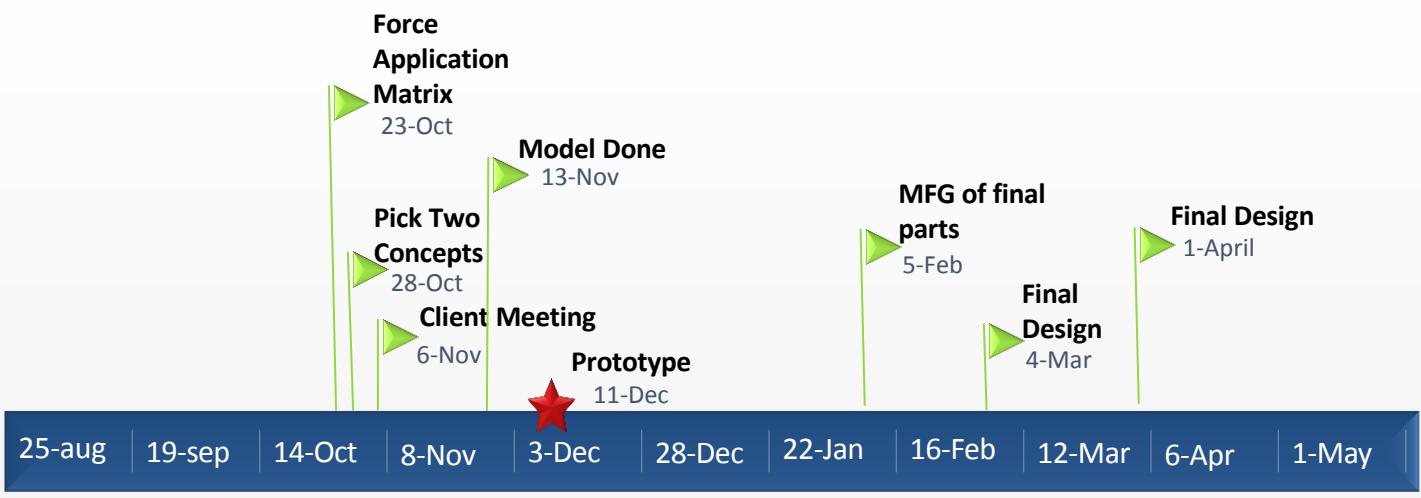 Force
Application
Matrix
23-Oct
Model Done
13-Nov
Pick Two
Concepts
28-Oct
Client Meeting
6-Nov
Prototype
11-Dec
MFG of final
parts
5-Feb
Final
Design
4-Mar
Final Design
1-April
25-aug 19-sep 14-Oct 8-Nov 3-Dec 28-Dec 22-Jan 16-Feb 12-Mar 6-Apr 1-May